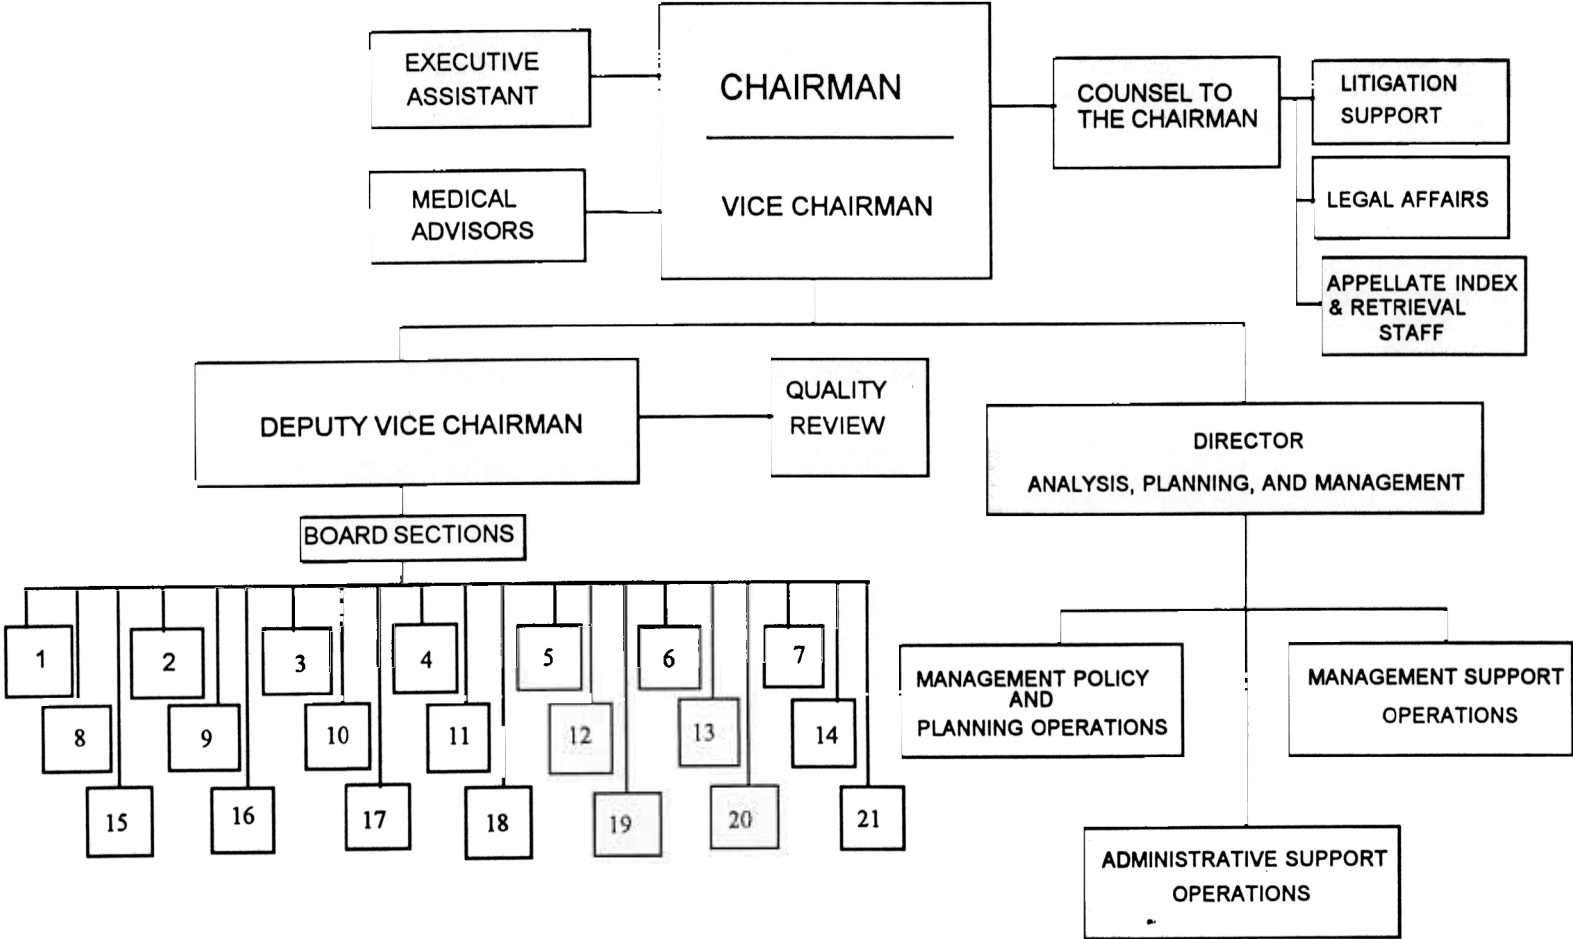 EXECUTIVE
ASSISTANT
CHAIRMAN
VICE CHAIRMAN
MEDICAL
ADVISORS
COUNSEL TO
THE CHAIRMAN
LITIGATION
SUPPORT
LEGAL AFFAIRS
APPELLATE INDEX
& RETRIEVAL
STAFF
DEPUTY VICE CHAIRMAN
QUALITY
REVIEW
DIRECTOR
ANALYSIS, PLANNING, AND MANAGEMENT
BOARD SECTIONS
1
2
3
4
5
6
7
8
9
10
11
12
13
14
15
16
17
18
19
20
21
MANAGEMENT POLICY
AND
PLANNING OPERATIONS
MANAGEMENT SUPPORT
OPERATIONS
ADMINISTRATIVE SUPPORT
OPERATIONS